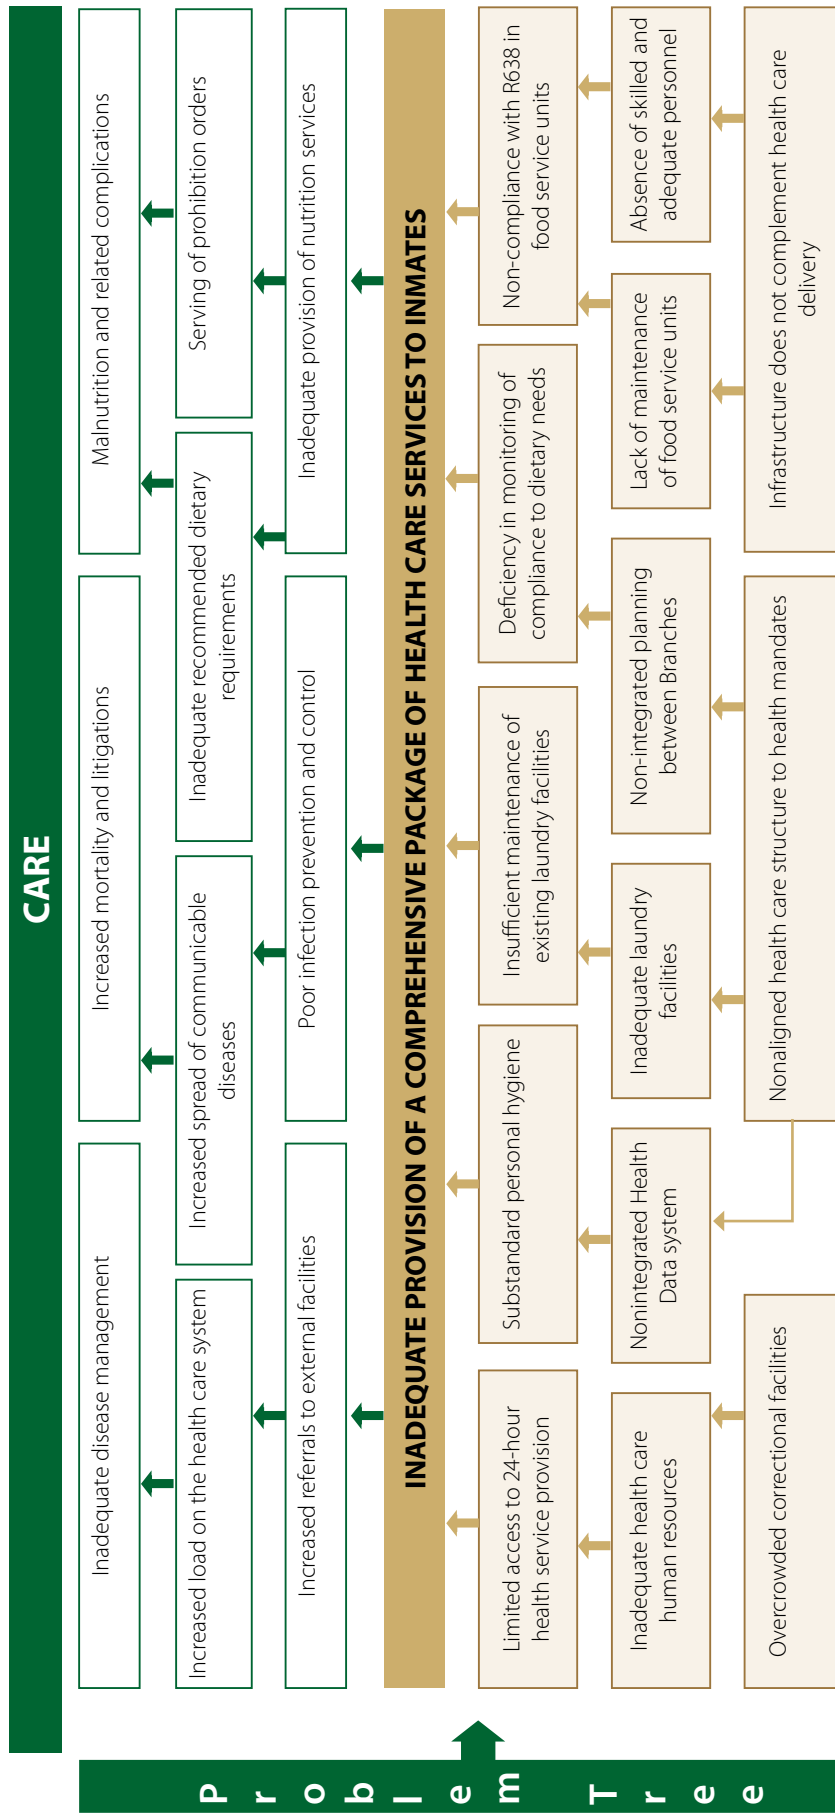 CARE
Inadequate disease management
Increased mortality and litigations
Malnutrition and related complications
Increased load on the health care system
Increased spread of communicable
diseases
Inadequate recommended dietary
requirements
Serving of prohibition orders
Increased referrals to external facilities
Poor infection prevention and control
Inadequate provision of nutrition services
INADEQUATE PROVISION OF A COMPREHENSIVE PACKAGE OF HEALTH CARE SERVICES TO INMATES
Limited access to 24-hour
health service provision
Substandard personal hygiene
Insufficient maintenance of
existing laundry facilities
Deficiency in monitoring of
compliance to dietary needs
Non-compliance with R638 in
food service units
Inadequate health care
human resources
Nonintegrated Health
Data system
Inadequate laundry
facilities
Non-integrated planning
between Branches
Lack of maintenance
of food service units
Absence of skilled and
adequate personnel
Overcrowded correctional facilities
Nonaligned health care structure to health mandates
Infrastructure does not complement health care
delivery
Problem Tree